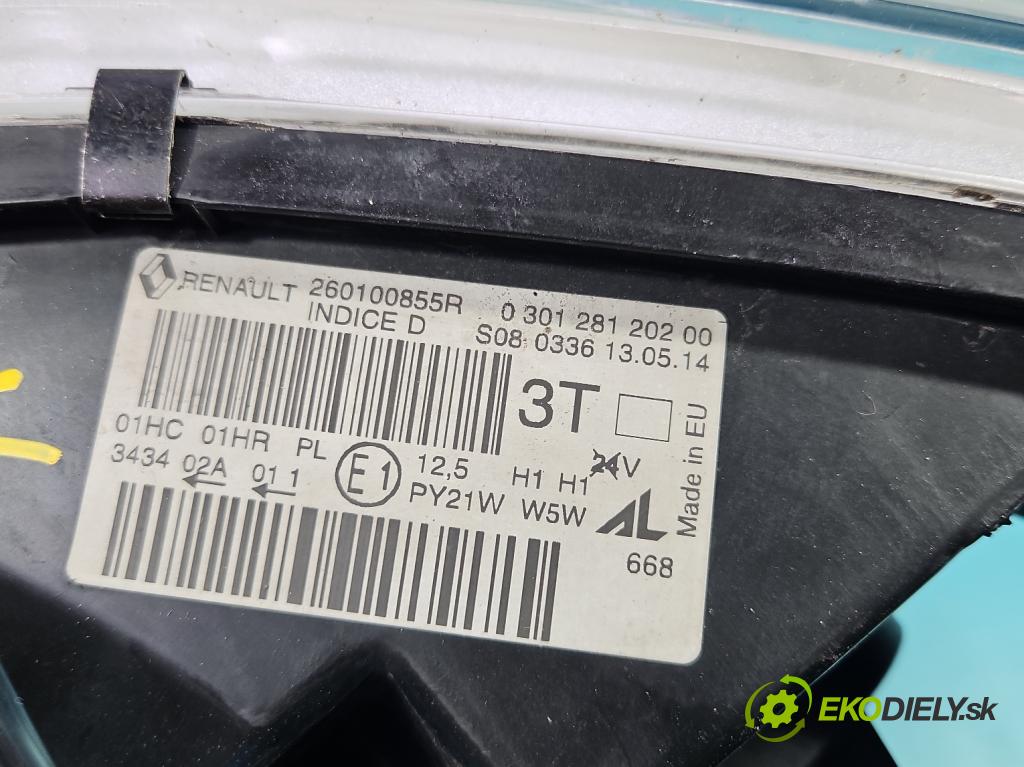 RENAULT 260100855R 0 301 281 202 00
INDICE D S08 0336 13.05.14
3T
01HC 01HR PL 12,5 H1 H1 24V
3434 02A 01 1 E1 PY21W W5W AL
668
Made in EU
EKODIELY.sk